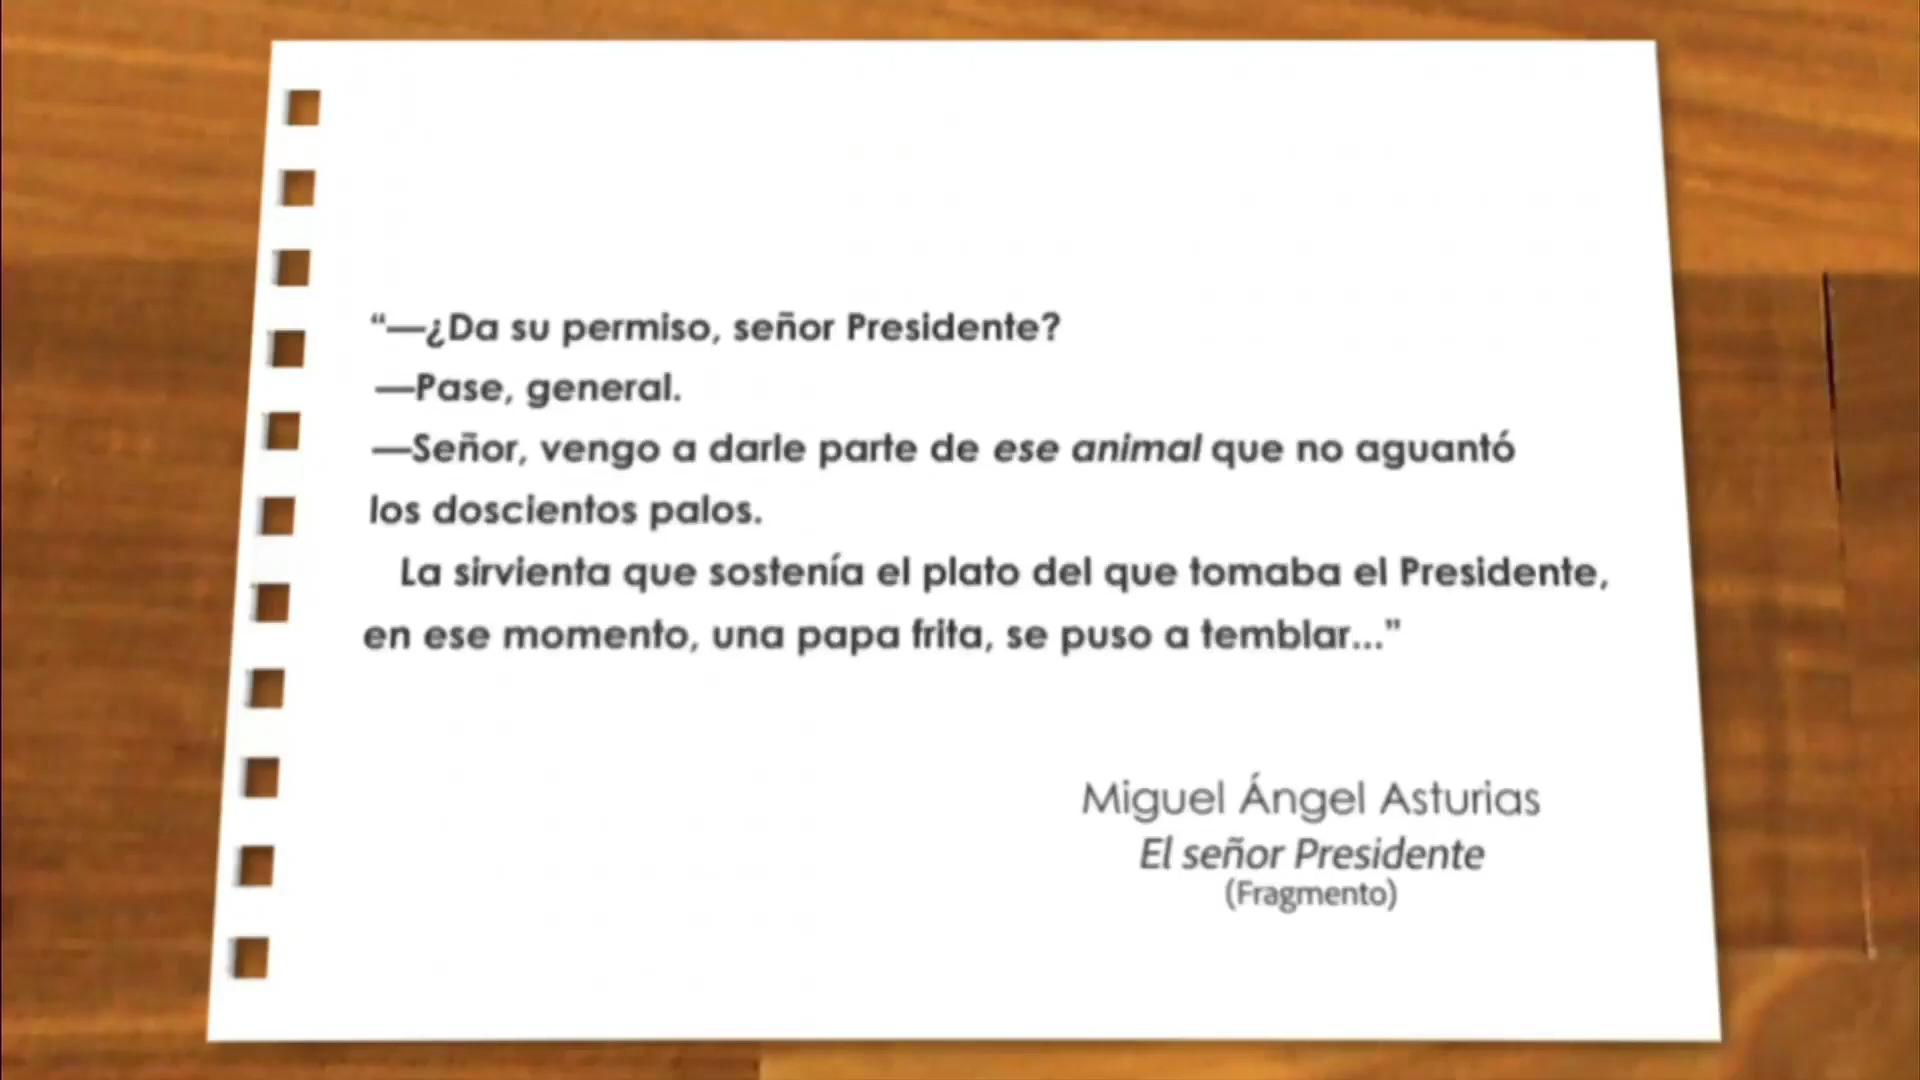 “—¿Da su permiso, señor Presidente?
—Pase, general.
—Señor, vengo a darle parte de ese animal que no aguantó
los doscientos palos.
La sirvienta que sostenía el plato del que tomaba el Presidente,
en ese momento, una papa frita, se puso a temblar...”
Miguel Ángel Asturias
El señor Presidente
(Fragmento)